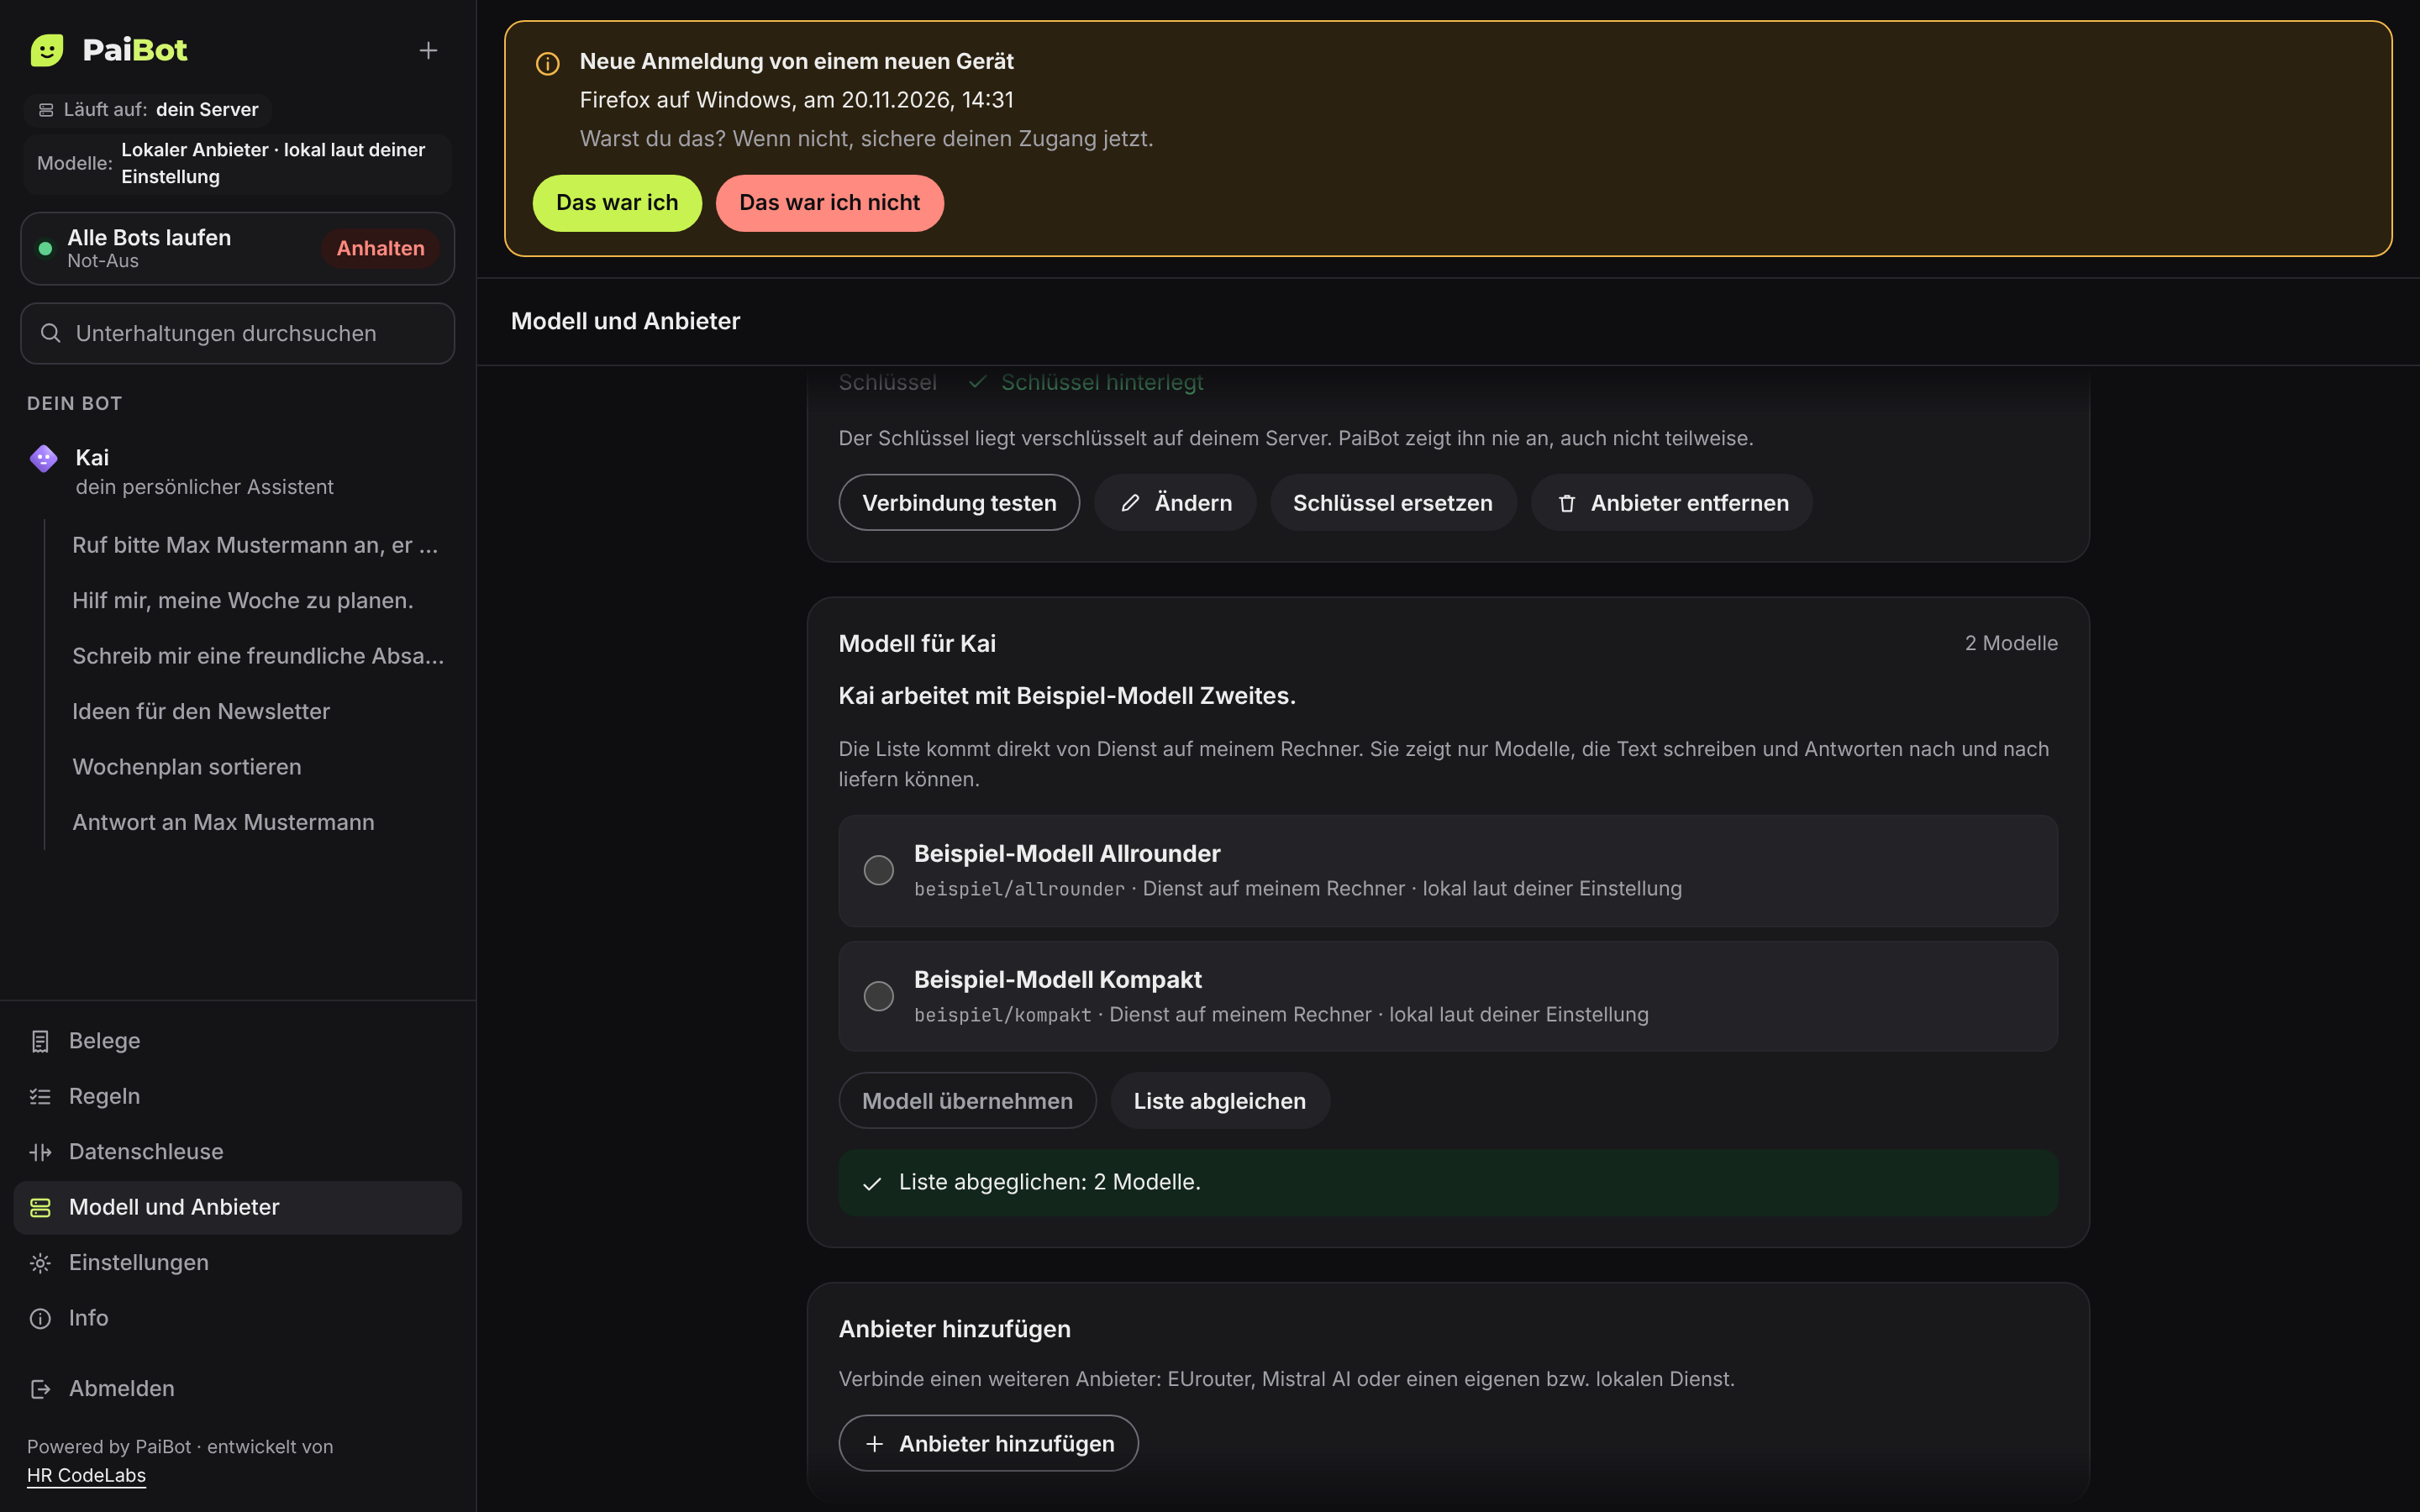 PaiBot
Läuft auf: dein Server
Modelle: Lokaler Anbieter · lokal laut deiner
Einstellung
Alle Bots laufen
Not-Aus
Anhalten
Unterhaltungen durchsuchen
DEIN BOT
Kai
dein persönlicher Assistent
Ruf bitte Max Mustermann an, er ...
Hilf mir, meine Woche zu planen.
Schreib mir eine freundliche Absa...
Ideen für den Newsletter
Wochenplan sortieren
Antwort an Max Mustermann
Belege
Regeln
Datenschleuse
Modell und Anbieter
Einstellungen
Info
Abmelden
Powered by PaiBot · entwickelt von
HR CodeLabs
Neue Anmeldung von einem neuen Gerät
Firefox auf Windows, am 20.11.2026, 14:31
Warst du das? Wenn nicht, sichere deinen Zugang jetzt.
Das war ich
Das war ich nicht
Modell und Anbieter
Schlüssel Schlüssel hinterlegt
Der Schlüssel liegt verschlüsselt auf deinem Server. PaiBot zeigt ihn nie an, auch nicht teilweise.
Verbindung testen
Ändern
Schlüssel ersetzen
Anbieter entfernen
Modell für Kai
2 Modelle
Kai arbeitet mit Beispiel-Modell Zweites.
Die Liste kommt direkt von Dienst auf meinem Rechner. Sie zeigt nur Modelle, die Text schreiben und Antworten nach und nach
liefern können.
Beispiel-Modell Allrounder
beispiel/allrounder · Dienst auf meinem Rechner · lokal laut deiner Einstellung
Beispiel-Modell Kompakt
beispiel/kompakt · Dienst auf meinem Rechner · lokal laut deiner Einstellung
Modell übernehmen
Liste abgleichen
Liste abgeglichen: 2 Modelle.
Anbieter hinzufügen
Verbinde einen weiteren Anbieter: EUrouter, Mistral AI oder einen eigenen bzw. lokalen Dienst.
Anbieter hinzufügen